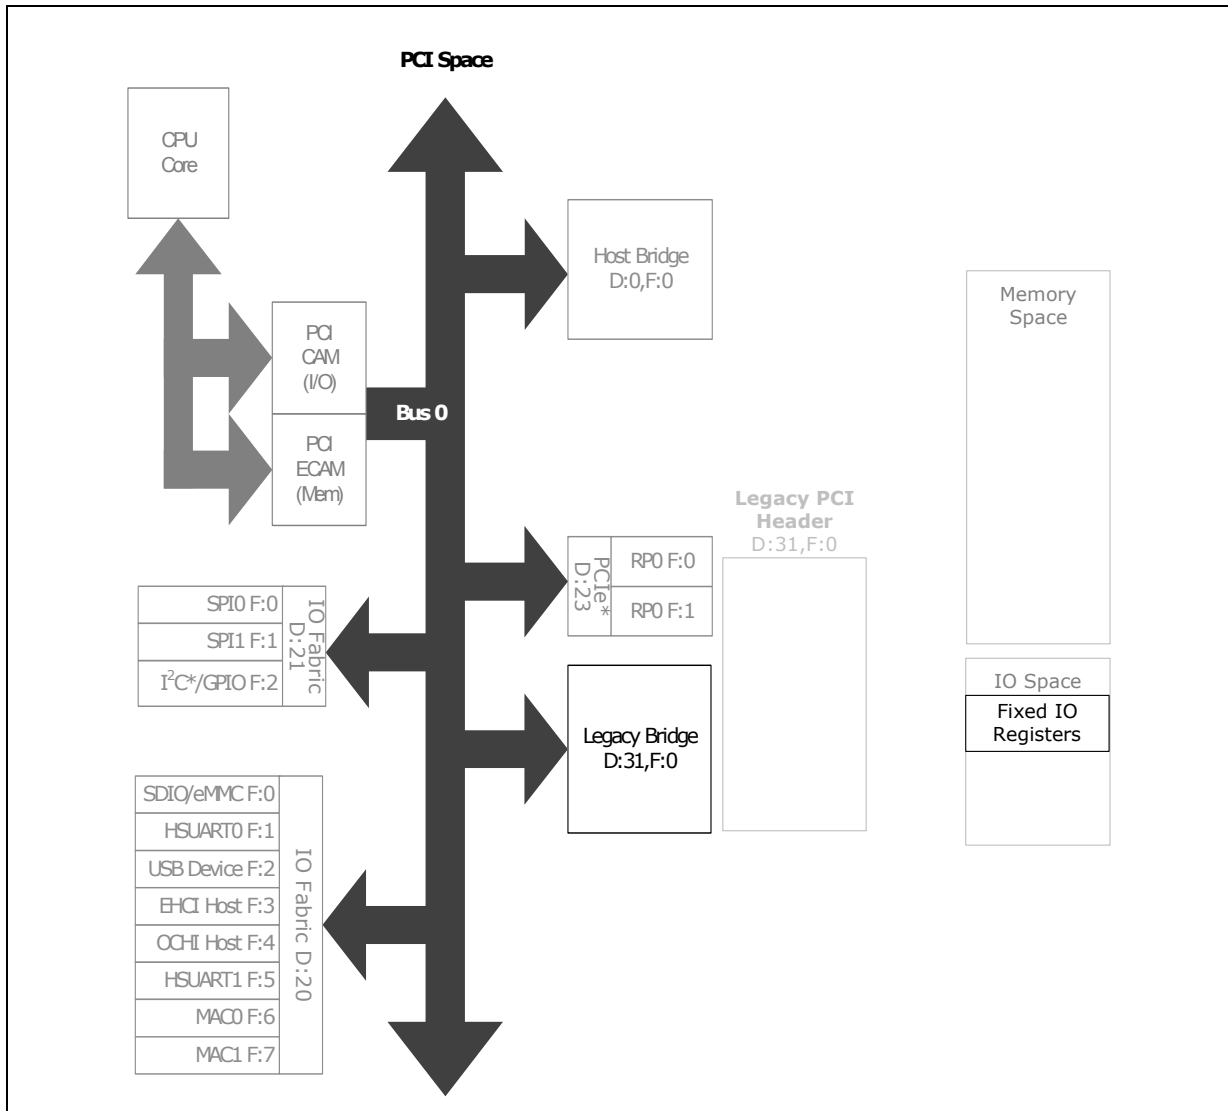 PCI Space
CPU
Core
Host Bridge
D:0,F:0
Memory
Space
PCI
CAM
(I/O)
Bus 0
PCI
ECAM
(Mem)
Legacy PCI
Header
D:31,F:0
PCIe*
D:23
RP0 F:0
RP0 F:1
SPI0 F:0
SPI1 F:1
I²C*/GPIO F:2
IO Fabric
D:21
Legacy Bridge
D:31,F:0
IO Space
Fixed IO
Registers
SDIO/eMMC F:0
HSUART0 F:1
USB Device F:2
EHCI Host F:3
OCHI Host F:4
HSUART1 F:5
MAC0 F:6
MAC1 F:7
IO Fabric D:20